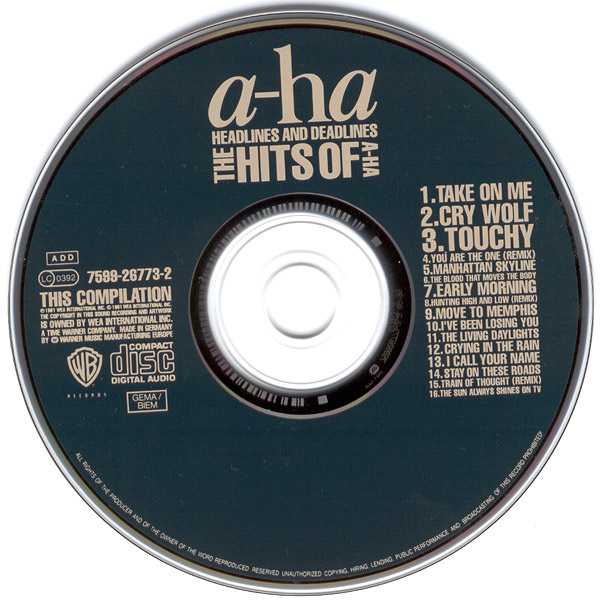 a-ha
HEADLINES AND DEADLINES
THE HITS OF A-HA
1.TAKE ON ME
2.CRY WOLF
3.TOUCHY
4.YOU ARE THE ONE (REMIX)
5.MANHATTAN SKYLINE
6.THE BLOOD THAT MOVES THE BODY
7.EARLY MORNING
8.HUNTING HIGH AND LOW (REMIX)
9.MOVE TO MEMPHIS
10.I'VE BEEN LOSING YOU
11.THE LIVING DAYLIGHTS
12.CRYING IN THE RAIN
13.I CALL YOUR NAME
14.STAY ON THESE ROADS
15.TRAIN OF THOUGHT (REMIX)
16.THE SUN ALWAYS SHINES ON TV
ADD
LC 0392
7599-26773-2
THIS COMPILATION
℗ 1991 WEA INTERNATIONAL INC. © 1991 WEA INTERNATIONAL INC.
THE COPYRIGHT IN THIS SOUND RECORDING AND ARTWORK
IS OWNED BY WEA INTERNATIONAL INC.
A TIME WARNER COMPANY. MADE IN GERMANY
BY WARNER MUSIC MANUFACTURING EUROPE
WB
RECORDS
COMPACT
disc
DIGITAL AUDIO
GEMA/
BIEM
ALL RIGHTS OF THE PRODUCER AND OF THE OWNER OF THE WORD REPRODUCED RESERVED UNAUTHORIZED COPYING, HIRING, LENDING, PUBLIC PERFORMANCE AND BROADCASTING OF THIS RECORD PROHIBITED!